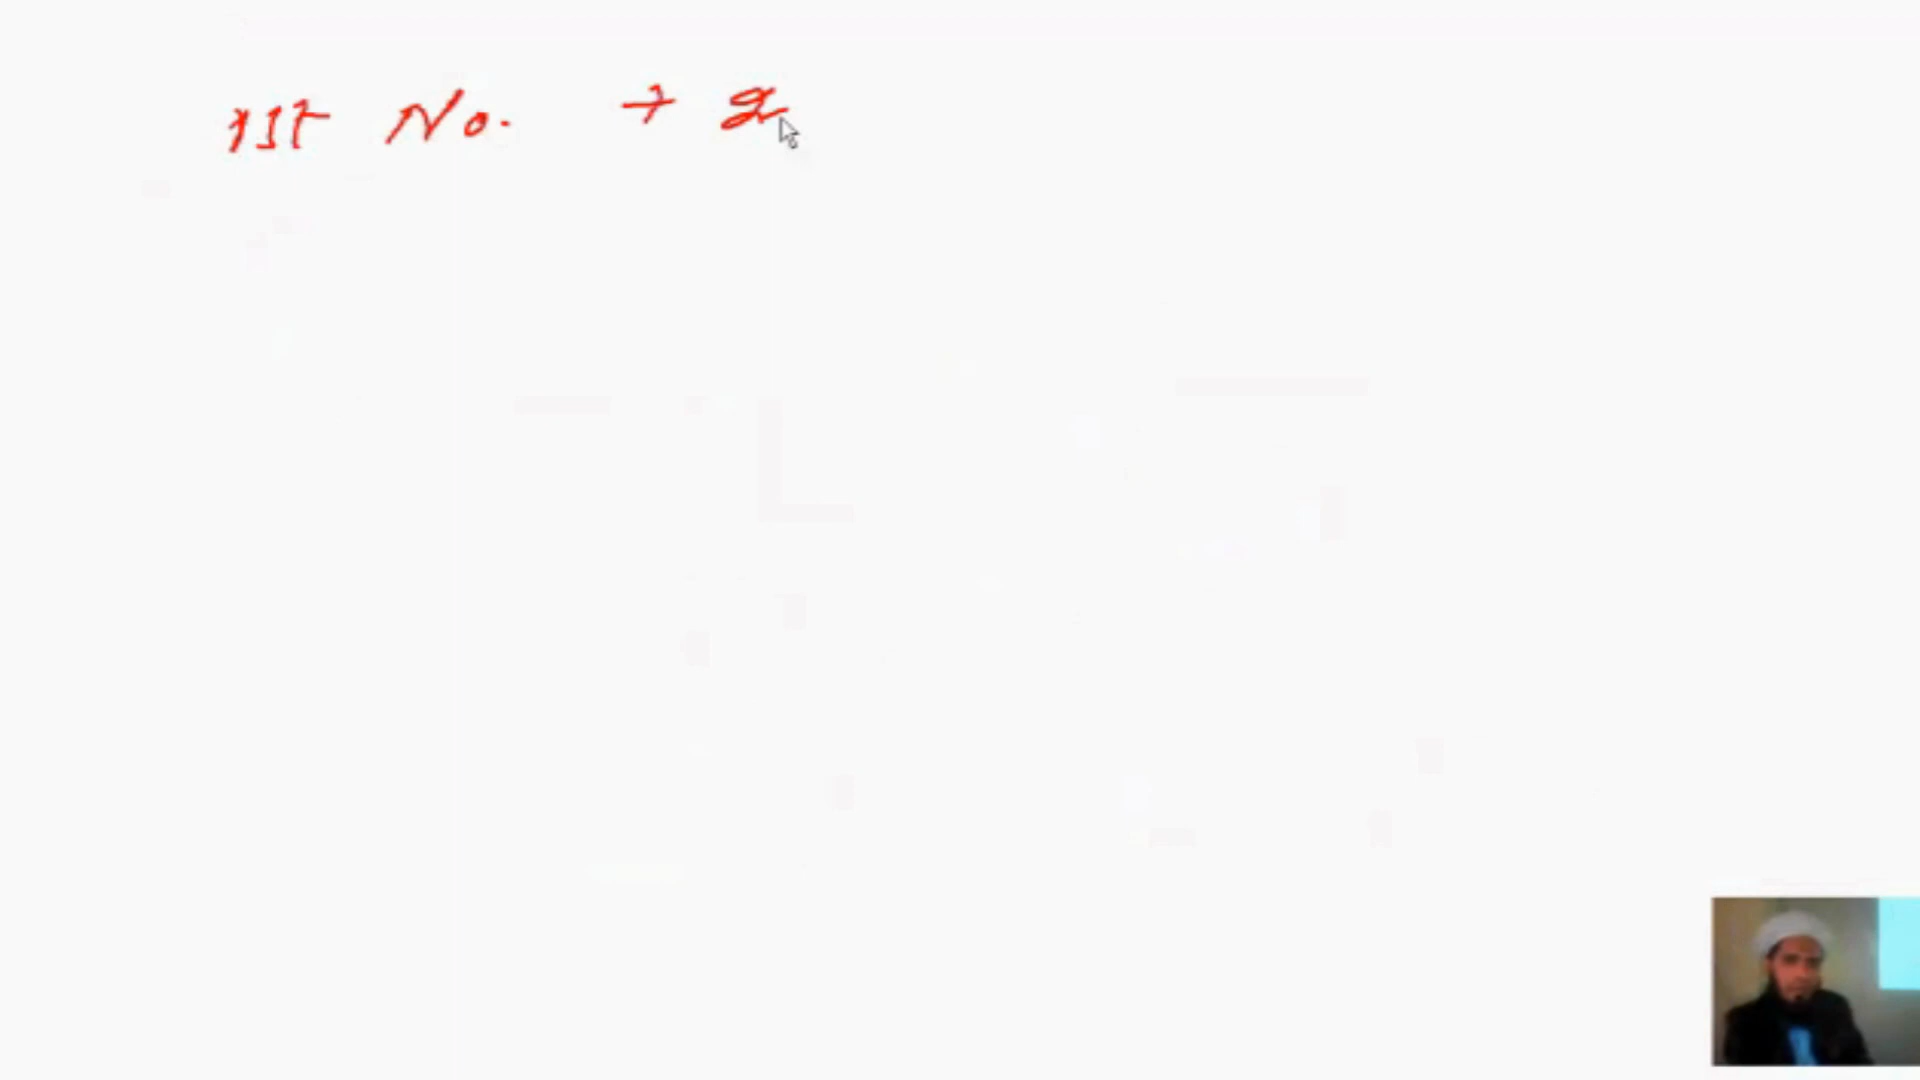 1st No. → x